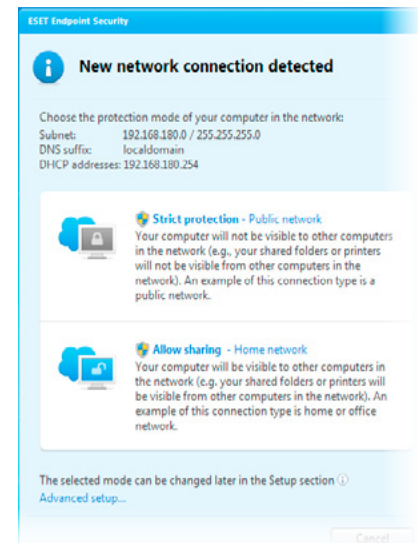 ESET Endpoint Security
New network connection detected
Choose the protection mode of your computer in the network:
Subnet: 192.168.180.0 / 255.255.255.0
DNS suffix: localdomain
DHCP addresses: 192.168.180.254
Strict protection - Public network
Your computer will not be visible to other computers
in the network (e.g., your shared folders or printers
will not be visible from other computers in the
network). An example of this connection type is a
public network.
Allow sharing - Home network
Your computer will be visible to other computers in
the network (e.g. your shared folders or printers will
be visible from other computers in the network). An
example of this connection type is home or office
network.
The selected mode can be changed later in the Setup section
Advanced setup...
Cancel